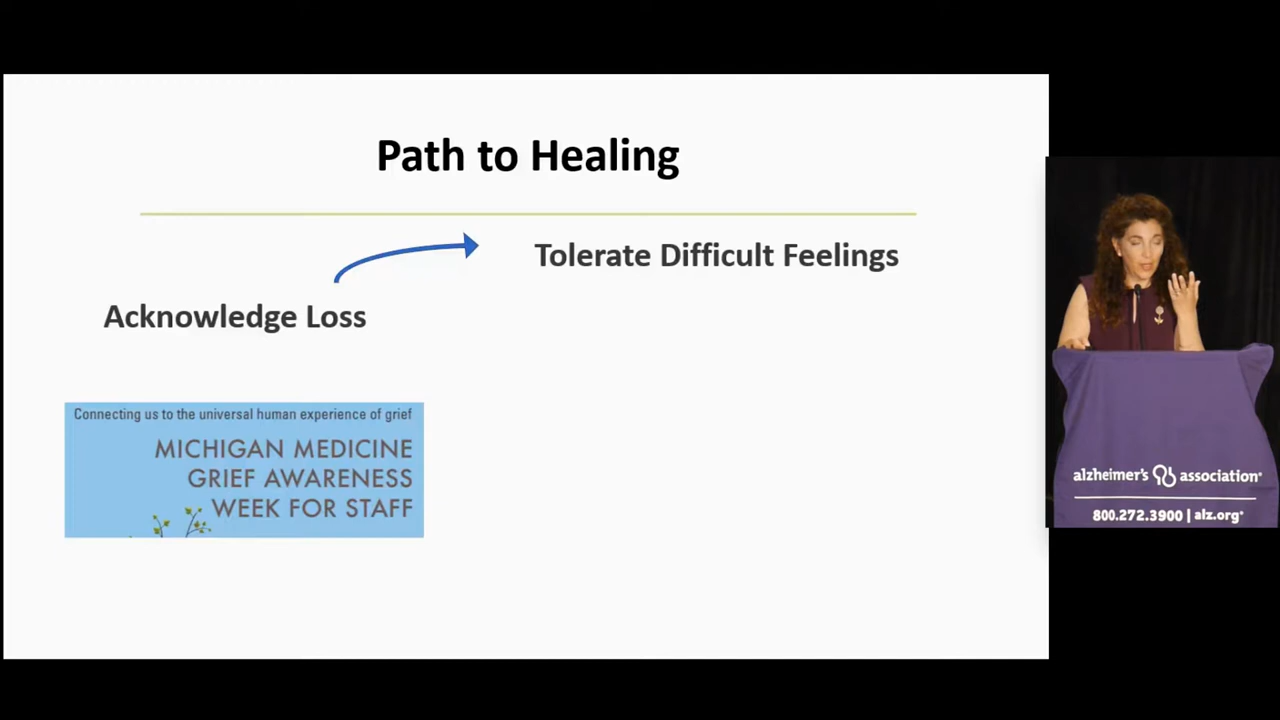 Path to Healing
Tolerate Difficult Feelings
Acknowledge Loss
Connecting us to the universal human experience of grief
MICHIGAN MEDICINE
GRIEF AWARENESS
WEEK FOR STAFF
alzheimer's association®
800.272.3900 | alz.org®